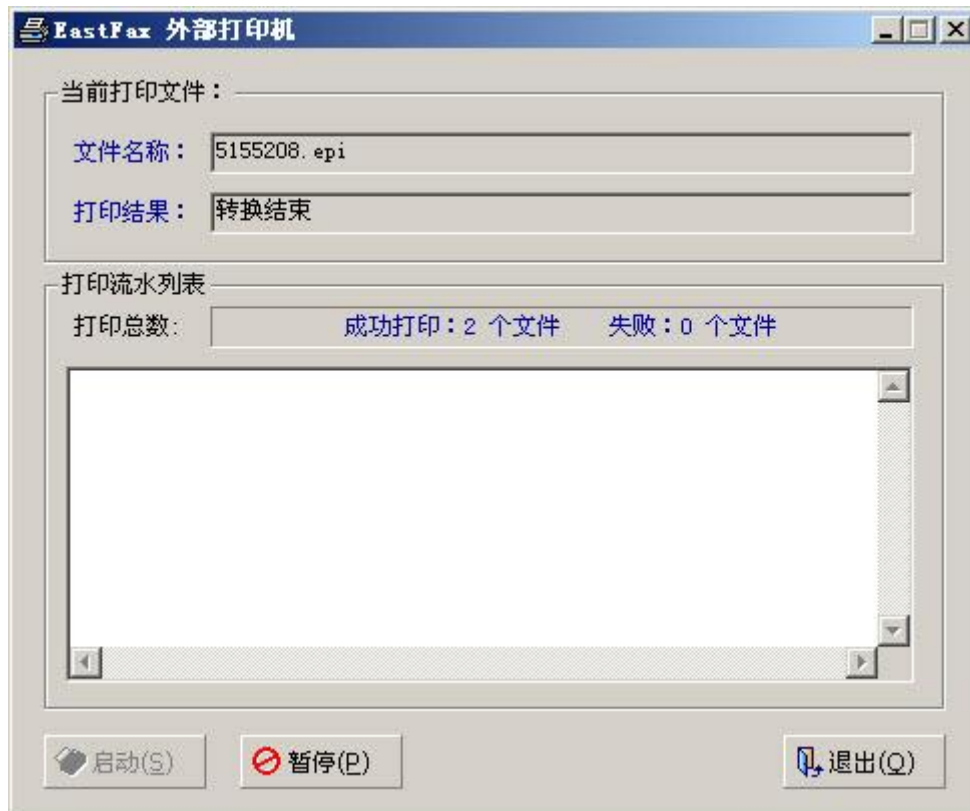 EastFax 外部打印机
当前打印文件：
文件名称： 5155208.epi
打印结果： 转换结束
打印流水列表
打印总数: 成功打印：2 个文件 失败：0 个文件
启动(S) 暂停(P) 退出(Q)